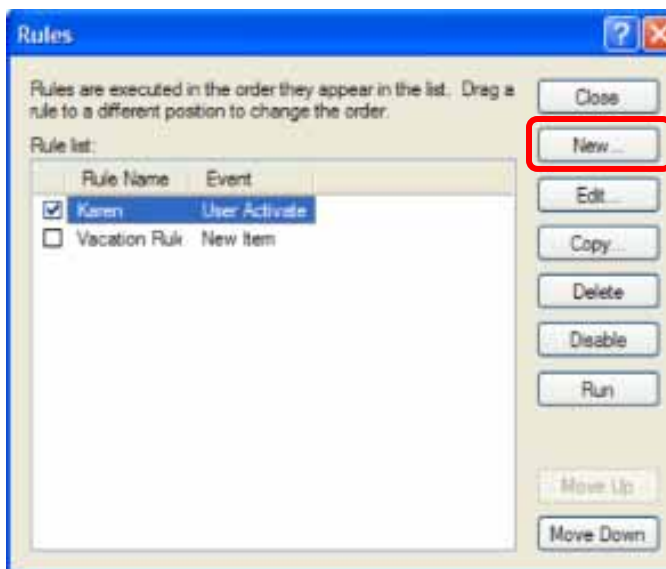 Rules
Rules are executed in the order they appear in the list. Drag a
rule to a different position to change the order.
Close
Rule list:
New...
Rule Name Event
Edit...
Karen User Activate
Vacation Rule New Item
Copy...
Delete
Disable
Run
Move Up
Move Down